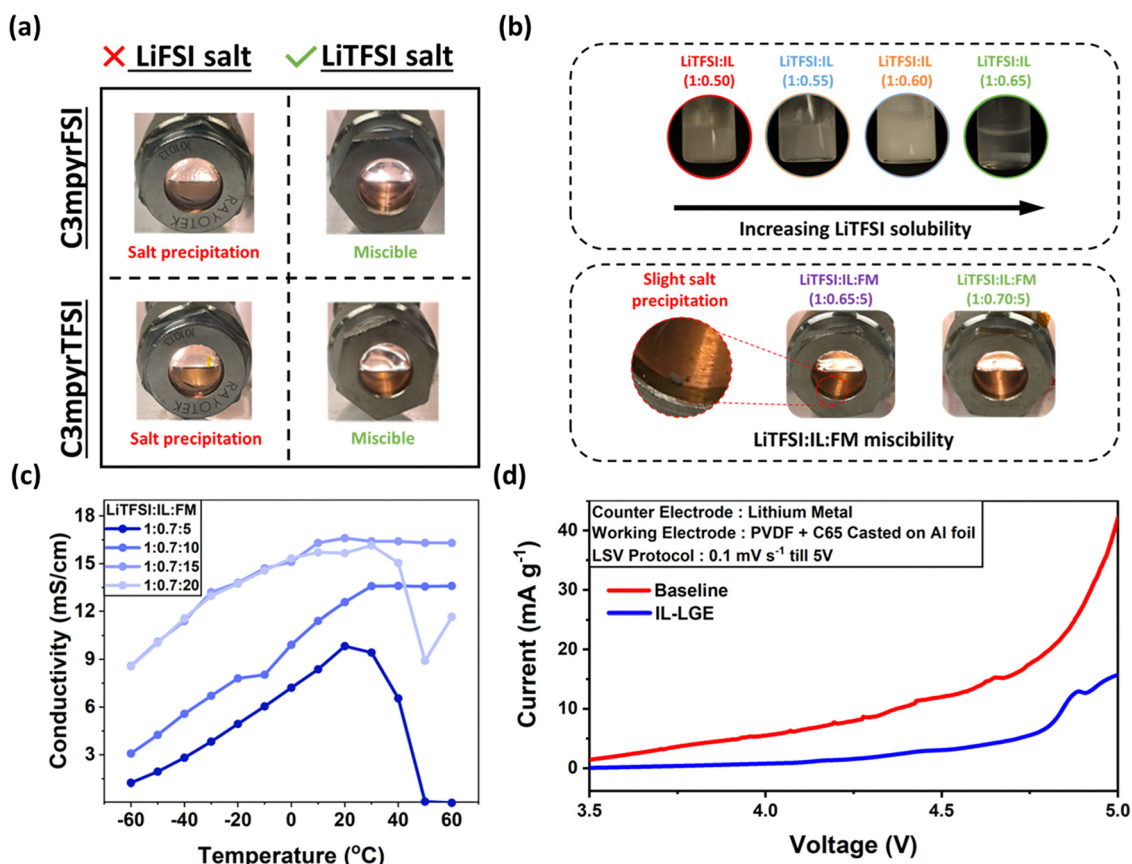 (a)
LiFSI salt
LiTFSI salt
C3mpyrFSI
101013
RAYOTEK
Salt precipitation
Miscible
C3mpyrTFSI
101013
RAYOTEK
Salt precipitation
Miscible
(b)
LiTFSI:IL
(1:0.50)
LiTFSI:IL
(1:0.55)
LiTFSI:IL
(1:0.60)
LiTFSI:IL
(1:0.65)
Increasing LiTFSI solubility
Slight salt
precipitation
LiTFSI:IL:FM
(1:0.65:5)
LiTFSI:IL:FM
(1:0.70:5)
LiTFSI:IL:FM miscibility
(c)
LiTFSI:IL:FM
1:0.7:5
1:0.7:10
1:0.7:15
1:0.7:20
Conductivity (mS/cm)
18
15
12
9
6
3
-60
-40
-20
0
20
40
60
Temperature (°C)
(d)
Counter Electrode : Lithium Metal
Working Electrode : PVDF + C65 Casted on Al foil
LSV Protocol : 0.1 mV s⁻¹ till 5V
Baseline
IL-LGE
Current (mA g⁻¹)
40
30
20
10
0
3.5
4.0
4.5
5.0
Voltage (V)